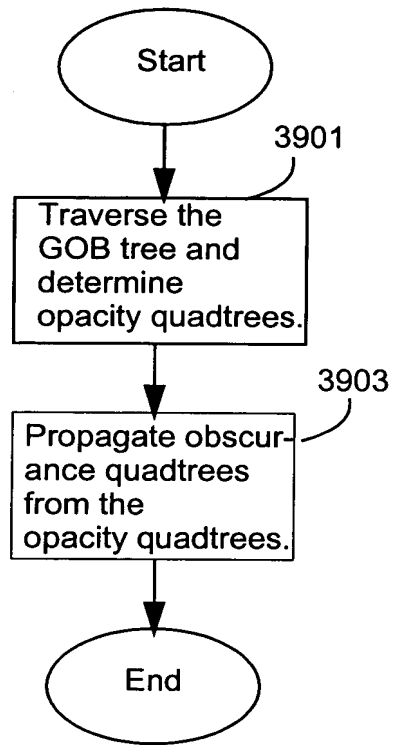 Start
3901
Traverse the
GOB tree and
determine
opacity quadtrees.
3903
Propagate obscur-
ance quadtrees
from the
opacity quadtrees.
End